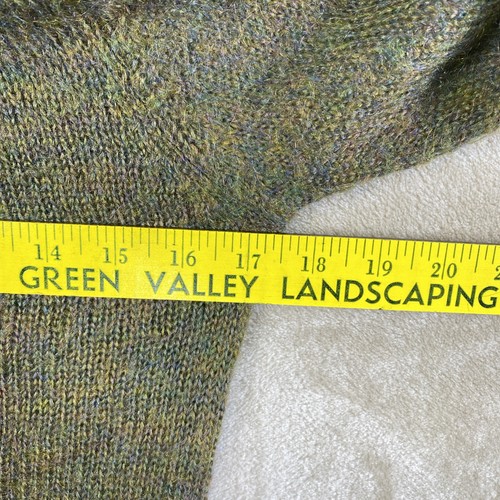 14 15 16 17 18 19 20
GREEN VALLEY LANDSCAPING